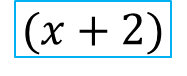 (x + 2)